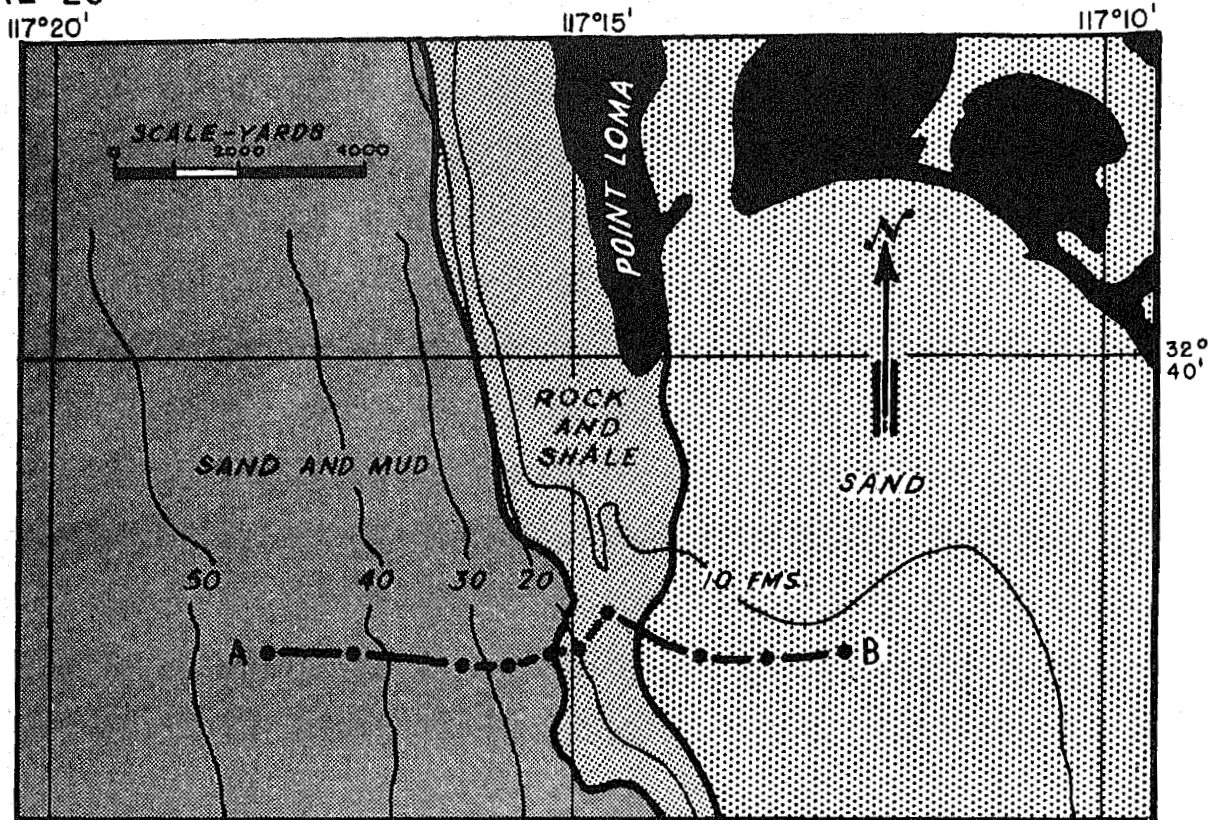 117°20' 117°15' 117°10'
SCALE-YARDS
0 2000 4000
POINT LOMA
N
32°
40'
ROCK
AND
SHALE
SAND AND MUD
SAND
50 40 30 20 10 FMS.
A B